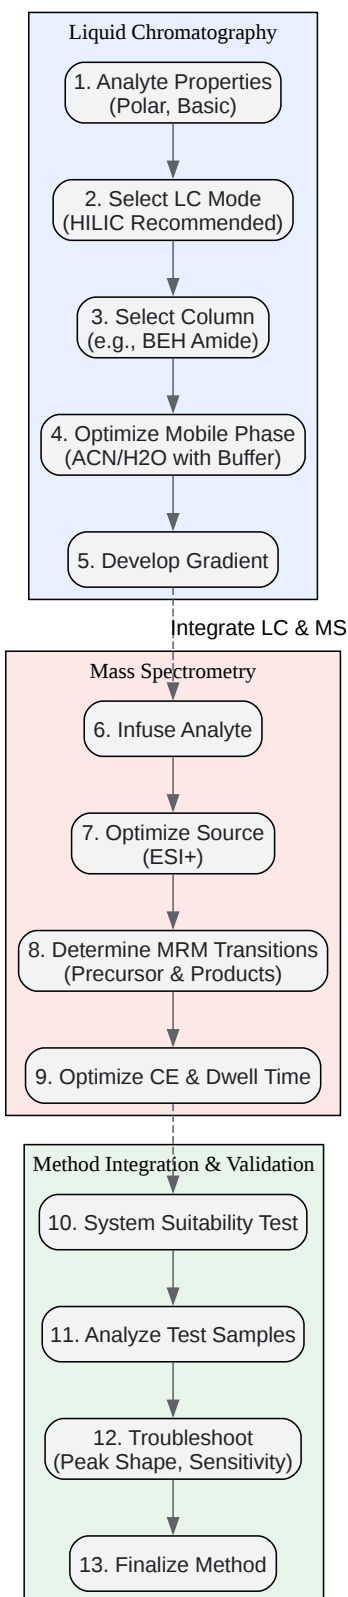 Liquid Chromatography
1. Analyte Properties
(Polar, Basic)
2. Select LC Mode
(HILIC Recommended)
3. Select Column
(e.g., BEH Amide)
4. Optimize Mobile Phase
(ACN/H2O with Buffer)
5. Develop Gradient
Integrate LC & MS
Mass Spectrometry
6. Infuse Analyte
7. Optimize Source
(ESI+)
8. Determine MRM Transitions
(Precursor & Products)
9. Optimize CE & Dwell Time
Method Integration & Validation
10. System Suitability Test
11. Analyze Test Samples
12. Troubleshoot
(Peak Shape, Sensitivity)
13. Finalize Method